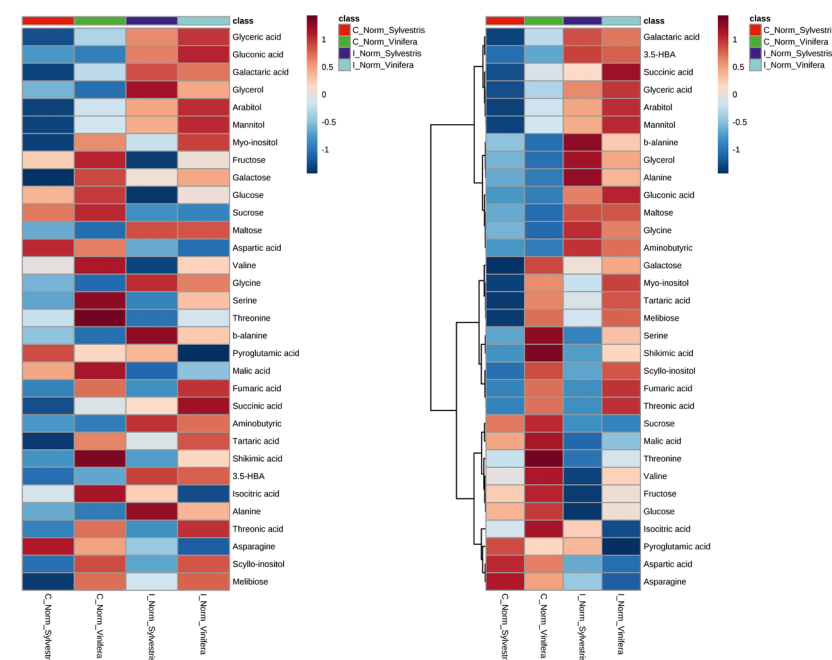 class
Glyceric acid
Gluconic acid
Galactaric acid
Glycerol
Arabitol
Mannitol
Myo-inositol
Fructose
Galactose
Glucose
Sucrose
Maltose
Aspartic acid
Valine
Glycine
Serine
Threonine
b-alanine
Pyroglutamic acid
Malic acid
Fumaric acid
Succinic acid
Aminobutyric
Tartaric acid
Shikimic acid
3.5-HBA
Isocitric acid
Alanine
Threonic acid
Asparagine
Scyllo-inositol
Melibiose
C_Norm_Sylvestr
C_Norm_Vinifera
I_Norm_Sylvestris
I_Norm_Vinifera
1
0.5
0
-0.5
-1
class
C_Norm_Sylvestris
C_Norm_Vinifera
I_Norm_Sylvestris
I_Norm_Vinifera
class
Galactaric acid
3.5-HBA
Succinic acid
Glyceric acid
Arabitol
Mannitol
b-alanine
Glycerol
Alanine
Gluconic acid
Maltose
Glycine
Aminobutyric
Galactose
Myo-inositol
Tartaric acid
Melibiose
Serine
Shikimic acid
Scyllo-inositol
Fumaric acid
Threonic acid
Sucrose
Malic acid
Threonine
Valine
Fructose
Glucose
Isocitric acid
Pyroglutamic acid
Aspartic acid
Asparagine
C_Norm_Sylvestr
C_Norm_Vinifera
I_Norm_Sylvestris
I_Norm_Vinifera
1
0.5
0
-0.5
-1
class
C_Norm_Sylvestri
C_Norm_Vinifera
I_Norm_Sylvestris
I_Norm_Vinifera